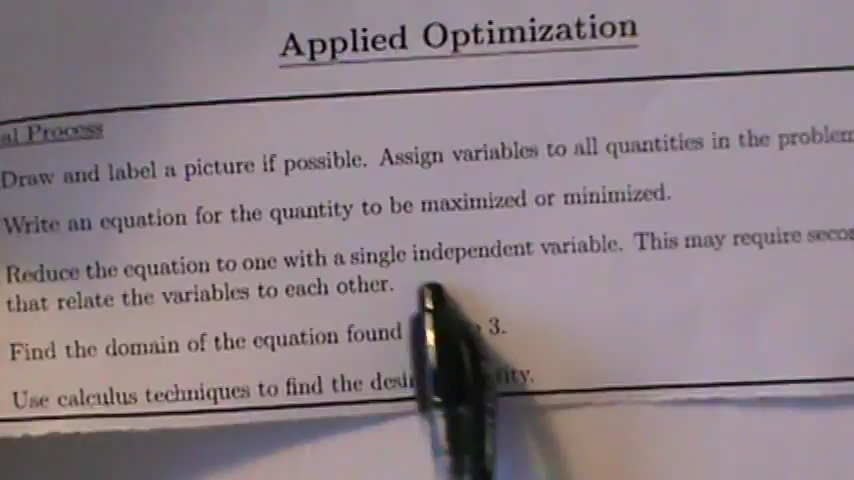 Applied Optimization
al Process
Draw and label a picture if possible. Assign variables to all quantities in the problem
Write an equation for the quantity to be maximized or minimized.
Reduce the equation to one with a single independent variable. This may require
that relate the variables to each other.
Find the domain of the equation found 3.
Use calculus techniques to find the